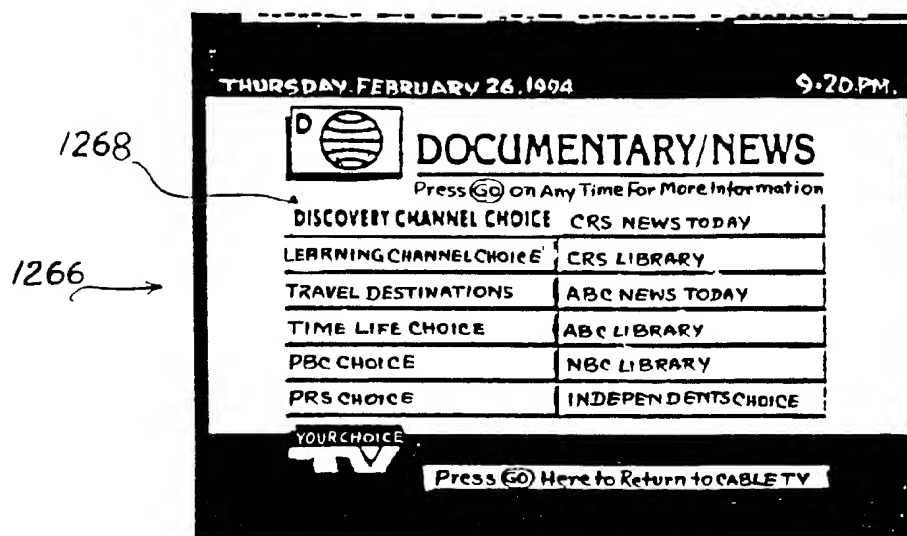 THURSDAY.FEBRUARY 26.1994 9.20.PM.
D
1268
DOCUMENTARY/NEWS
Press GO on Any Time For More Information
DISCOVERY CHANNEL CHOICE CRS NEWS TODAY
LEARNING CHANNEL CHOICE CRS LIBRARY
1266
TRAVEL DESTINATIONS ABC NEWS TODAY
TIME LIFE CHOICE ABC LIBRARY
PBC CHOICE NBC LIBRARY
PRS CHOICE INDEPENDENTS CHOICE
YOUR CHOICE
TV
Press GO Here to Return to CABLE TV